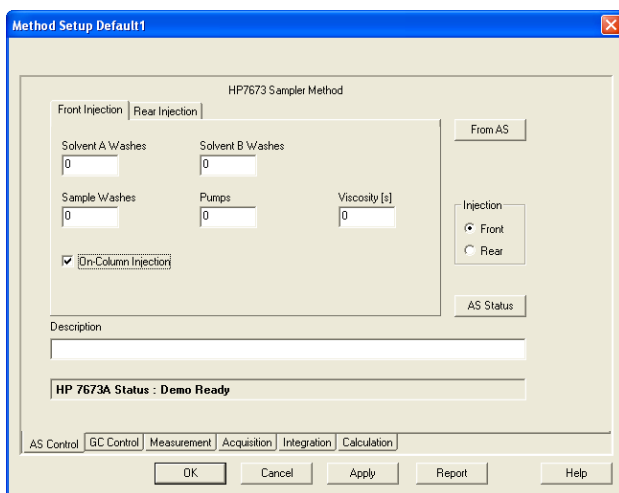 Method Setup Default1
HP7673 Sampler Method
Front Injection Rear Injection
From AS
Solvent A Washes Solvent B Washes
0 0
Sample Washes Pumps Viscosity [s]
0 0 0
Injection
Front
Rear
On-Column Injection
AS Status
Description
HP 7673A Status : Demo Ready
AS Control GC Control Measurement Acquisition Integration Calculation
OK Cancel Apply Report Help